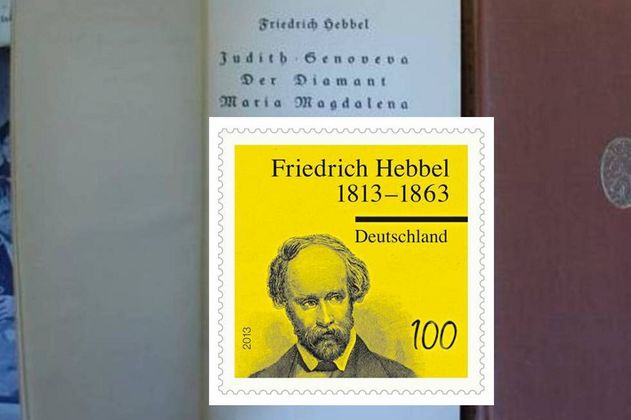 Friedrich Hebbel
Judith · Genoveva
Der Diamant
Maria Magdalena
Friedrich Hebbel
1813–1863
Deutschland
100
2013